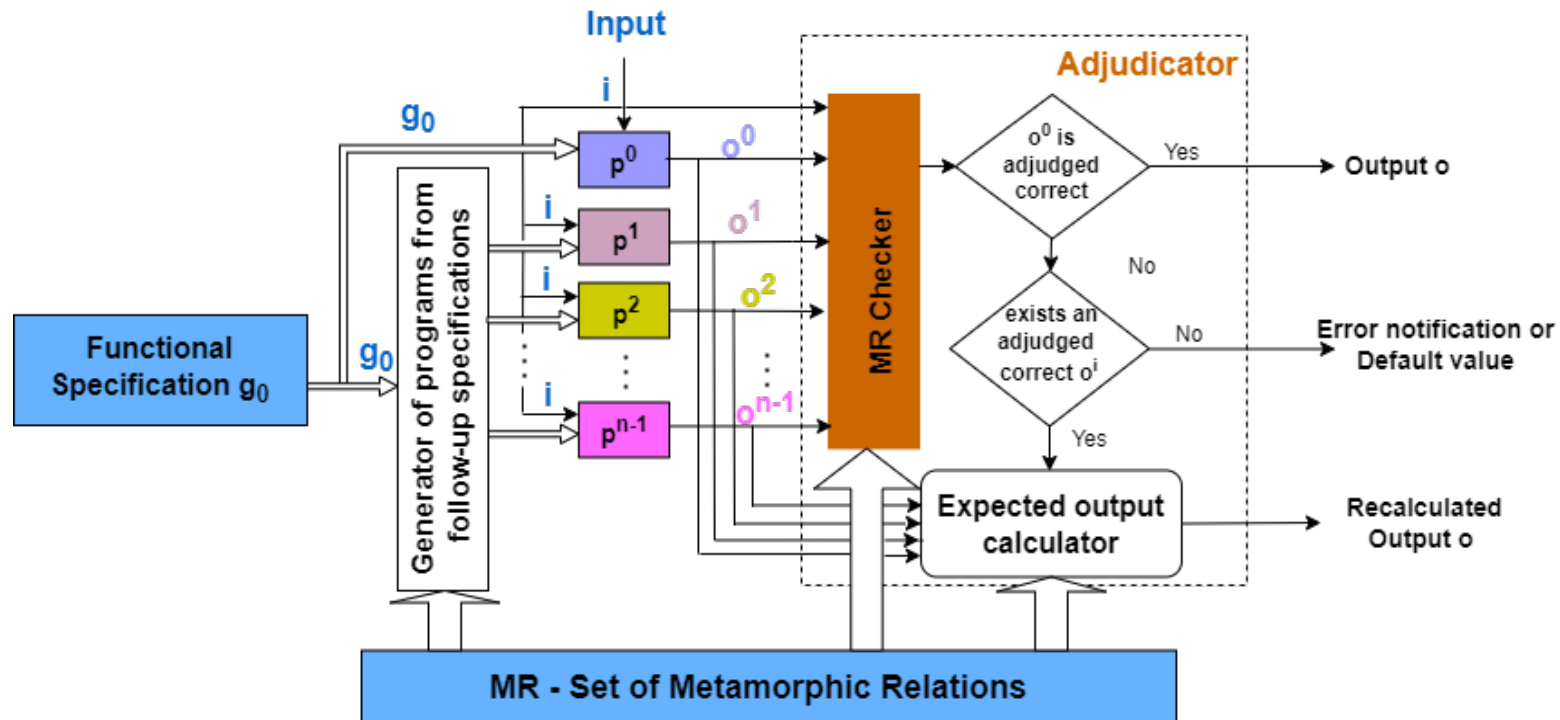 Input
Adjudicator
i
g₀
p⁰
o⁰
o⁰ is
adjudged
correct
Yes
Output o
Generator of programs from
follow-up specifications
i
p¹
o¹
MR Checker
No
i
p²
o²
exists an
adjudged
correct oⁱ
No
Error notification or
Default value
Functional
Specification g₀
g₀
i
pⁿ⁻¹
oⁿ⁻¹
Yes
Expected output
calculator
Recalculated
Output o
MR - Set of Metamorphic Relations